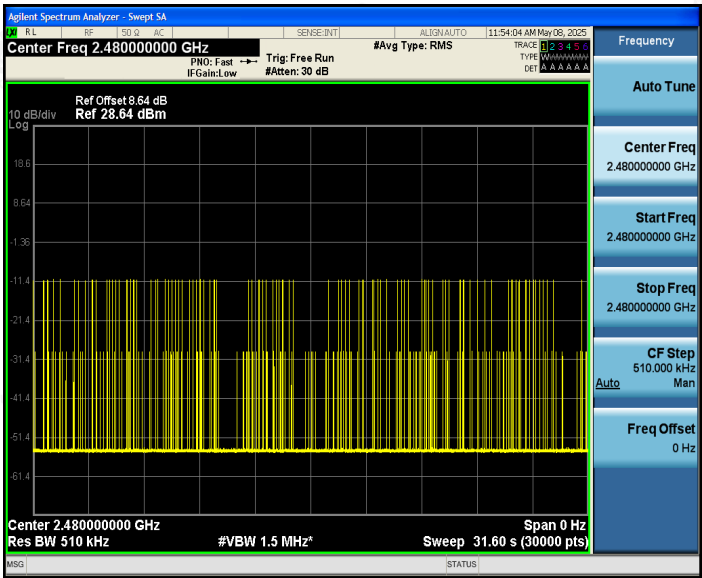 Agilent Spectrum Analyzer - Swept SA
RL RF 50 Ω AC SENSE:INT ALIGN AUTO 11:54:04 AM May 08, 2025
Center Freq 2.480000000 GHz
#Avg Type: RMS
TRACE 1 2 3 4 5 6
TYPE WWWWWW
DET A A A A A A
PNO: Fast
IFGain:Low
Trig: Free Run
#Atten: 30 dB
Ref Offset 8.64 dB
10 dB/div Ref 28.64 dBm
Log
18.6
8.64
-1.36
-11.4
-21.4
-31.4
-41.4
-51.4
-61.4
Center 2.480000000 GHz Span 0 Hz
Res BW 510 kHz #VBW 1.5 MHz* Sweep 31.60 s (30000 pts)
MSG STATUS
Frequency
Auto Tune
Center Freq
2.480000000 GHz
Start Freq
2.480000000 GHz
Stop Freq
2.480000000 GHz
CF Step
510.000 kHz
Auto Man
Freq Offset
0 Hz